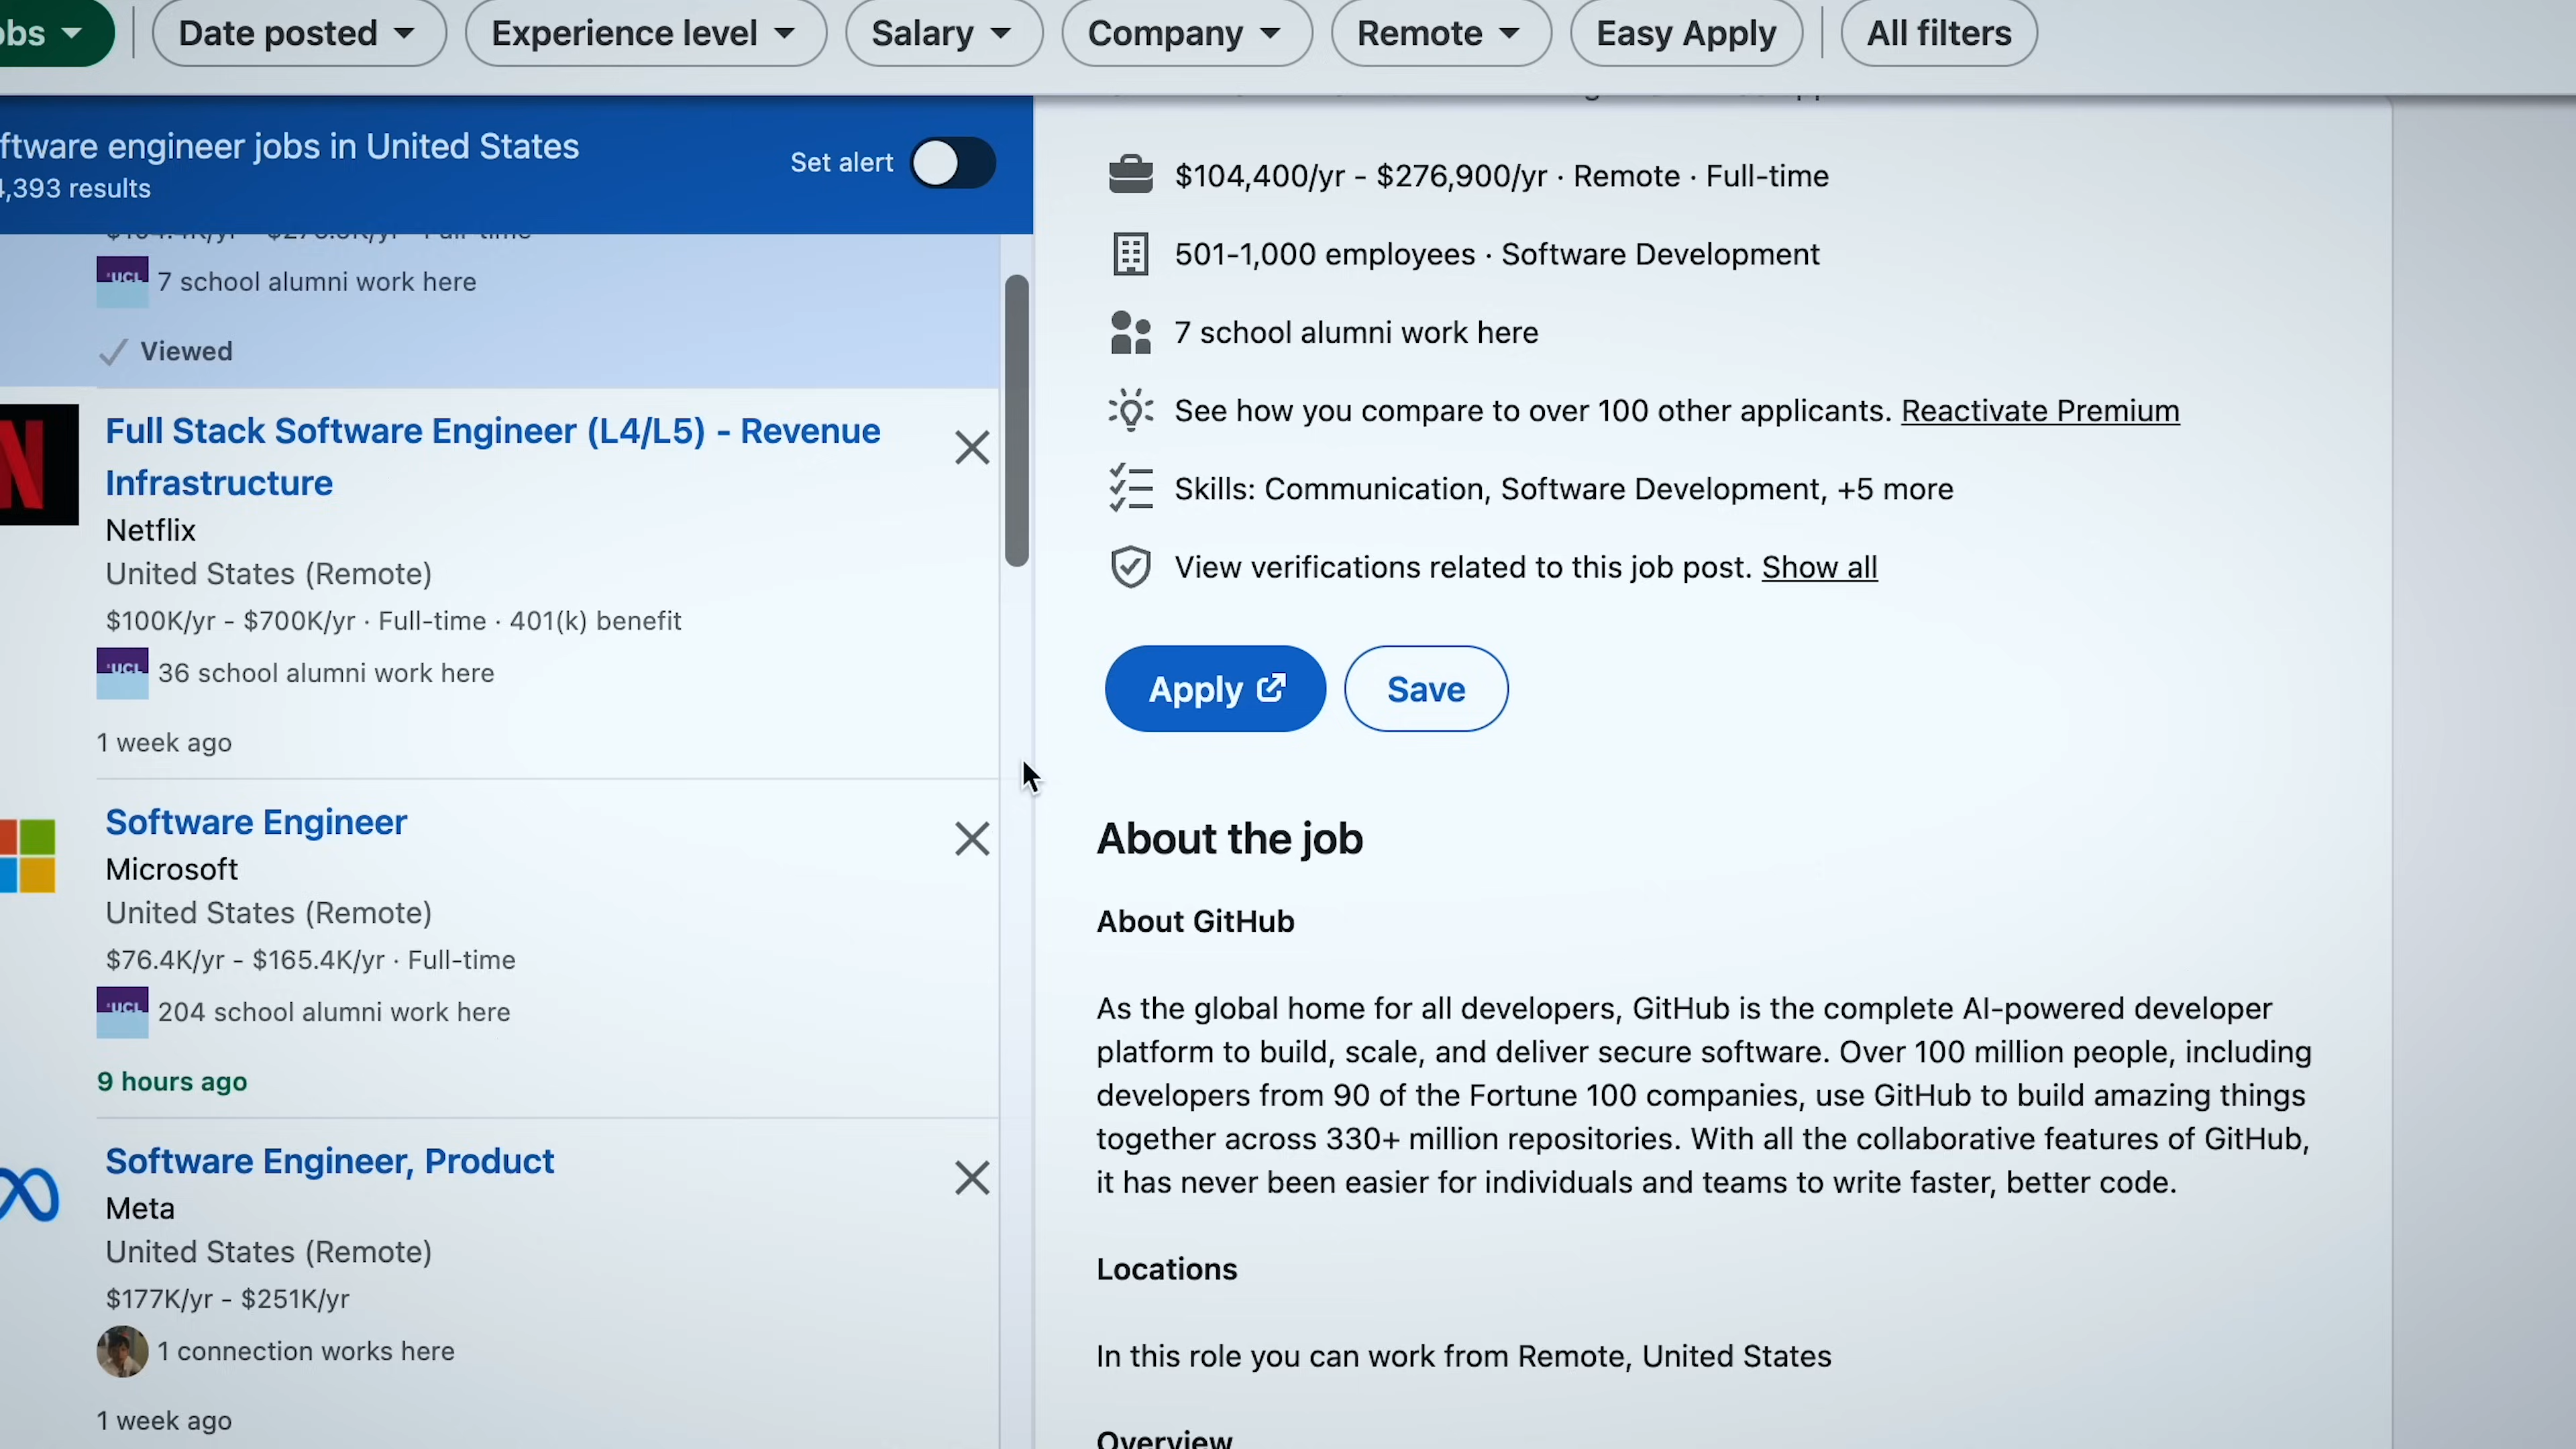 Date posted
Experience level
Salary
Company
Remote
Easy Apply
All filters
engineer jobs in United States
results
Set alert
UCL 7 school alumni work here
Viewed
Full Stack Software Engineer (L4/L5) - Revenue
Infrastructure
Netflix
United States (Remote)
$100K/yr - $700K/yr · Full-time · 401(k) benefit
UCL 36 school alumni work here
1 week ago
Software Engineer
Microsoft
United States (Remote)
$76.4K/yr - $165.4K/yr · Full-time
UCL 204 school alumni work here
9 hours ago
Software Engineer, Product
Meta
United States (Remote)
$177K/yr - $251K/yr
1 connection works here
1 week ago
$104,400/yr - $276,900/yr · Remote · Full-time
501-1,000 employees · Software Development
7 school alumni work here
See how you compare to over 100 other applicants. Reactivate Premium
Skills: Communication, Software Development, +5 more
View verifications related to this job post. Show all
Apply
Save
About the job
About GitHub
As the global home for all developers, GitHub is the complete AI-powered developer
platform to build, scale, and deliver secure software. Over 100 million people, including
developers from 90 of the Fortune 100 companies, use GitHub to build amazing things
together across 330+ million repositories. With all the collaborative features of GitHub,
it has never been easier for individuals and teams to write faster, better code.
Locations
In this role you can work from Remote, United States
Overview